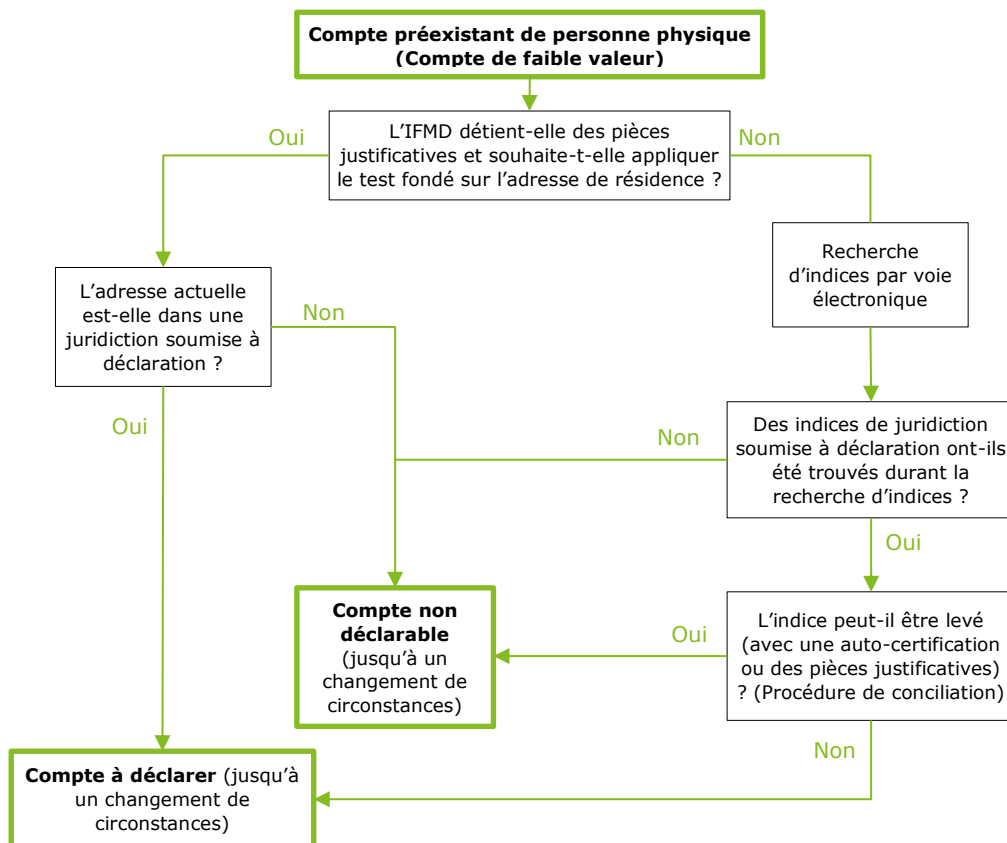 Compte préexistant de personne physique
(Compte de faible valeur)
Oui
L'IFMD détient-elle des pièces
justificatives et souhaite-t-elle appliquer
le test fondé sur l'adresse de résidence ?
Non
Recherche
d'indices par voie
électronique
L'adresse actuelle
est-elle dans une
juridiction soumise à
déclaration ?
Non
Oui
Non
Des indices de juridiction
soumise à déclaration ont-ils
été trouvés durant la
recherche d'indices ?
Oui
Compte non
déclarable
(jusqu'à un
changement de
circonstances)
Oui
L'indice peut-il être levé
(avec une auto-certification
ou des pièces justificatives)
? (Procédure de conciliation)
Non
Compte à déclarer (jusqu'à
un changement de
circonstances)